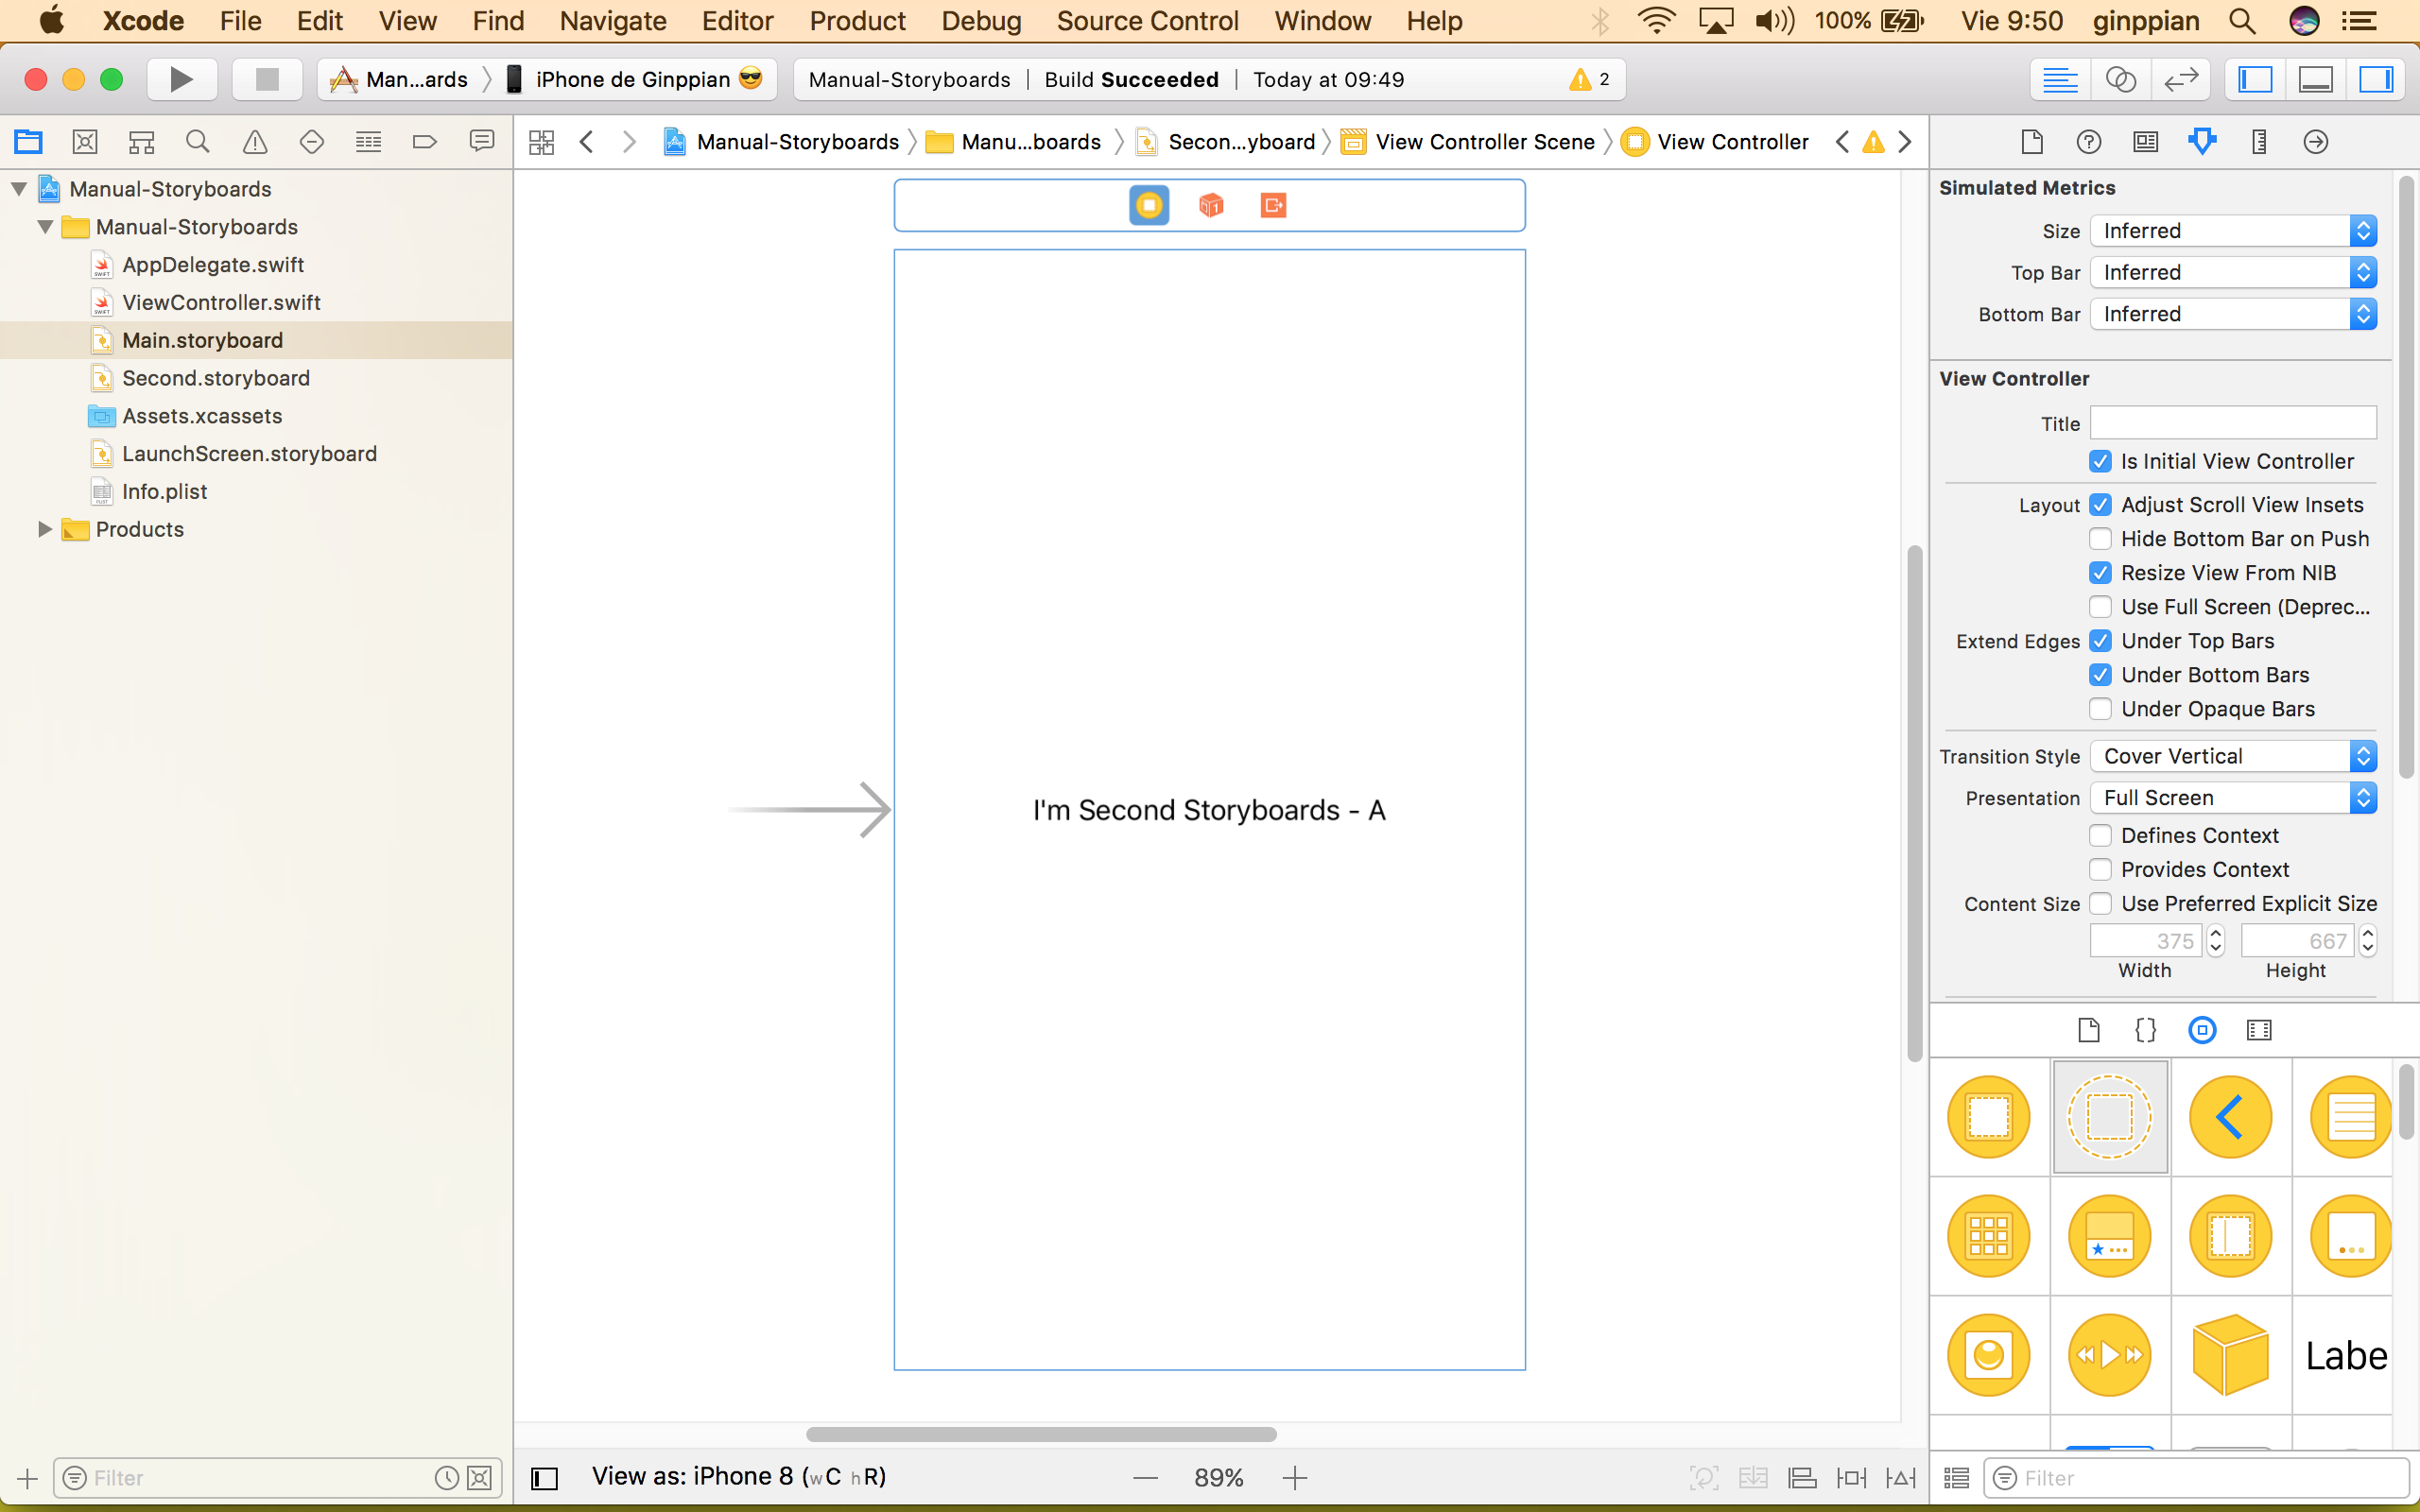 Xcode File Edit View Find Navigate Editor Product Debug Source Control Window Help 100% Vie 9:50 ginppian
Man...ards iPhone de Ginppian 😎 Manual-Storyboards | Build Succeeded | Today at 09:49 2
Manual-Storyboards Manu...boards Secon...yboard View Controller Scene View Controller
Manual-Storyboards
Manual-Storyboards
AppDelegate.swift
ViewController.swift
Main.storyboard
Second.storyboard
Assets.xcassets
LaunchScreen.storyboard
Info.plist
Products
Filter
I'm Second Storyboards - A
View as: iPhone 8 (wC hR) 89%
Simulated Metrics
Size Inferred
Top Bar Inferred
Bottom Bar Inferred
View Controller
Title
Is Initial View Controller
Layout Adjust Scroll View Insets
Hide Bottom Bar on Push
Resize View From NIB
Use Full Screen (Deprec...
Extend Edges Under Top Bars
Under Bottom Bars
Under Opaque Bars
Transition Style Cover Vertical
Presentation Full Screen
Defines Context
Provides Context
Content Size Use Preferred Explicit Size
375 667
Width Height
{}
Labe
Filter